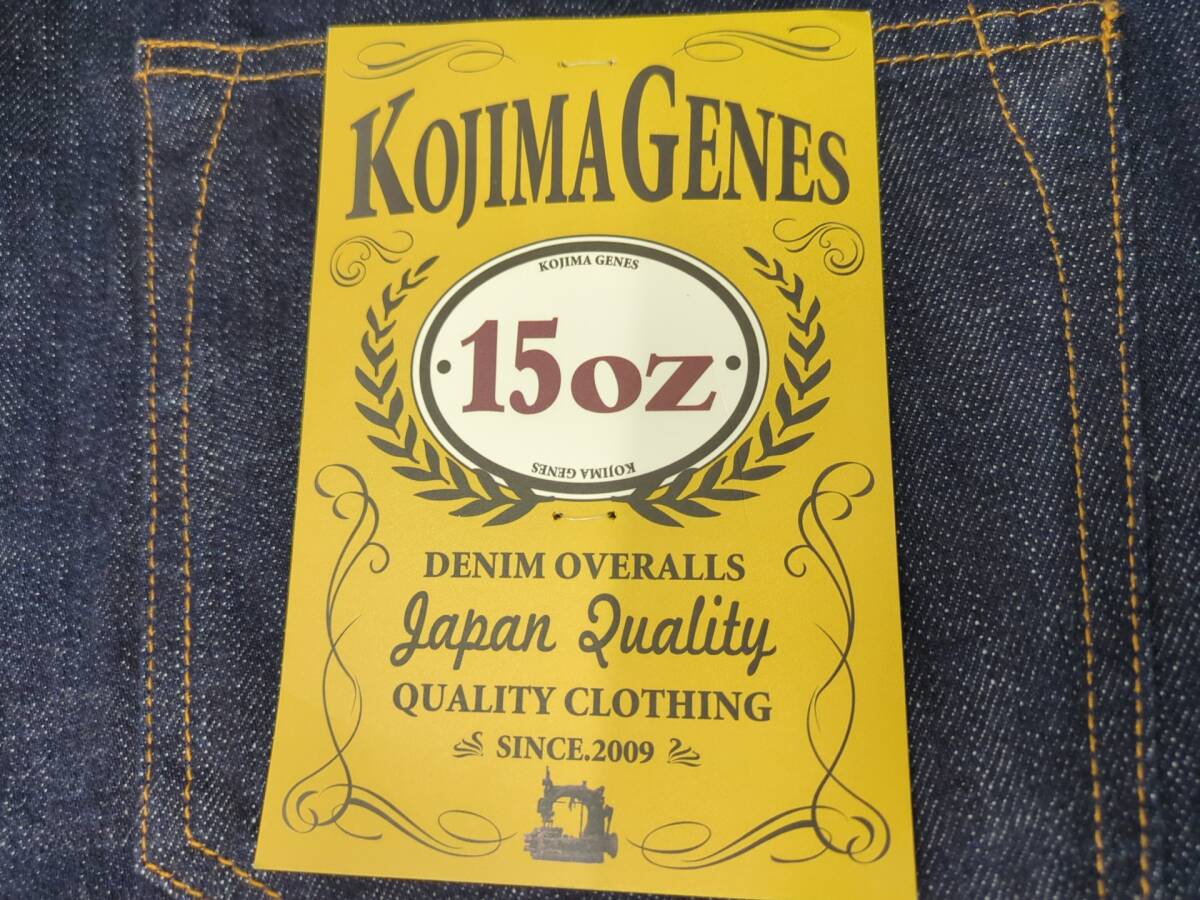 KOJIMA GENES
KOJIMA GENES
15oz
KOJIMA GENES
DENIM OVERALLS
Japan Quality
QUALITY CLOTHING
SINCE.2009